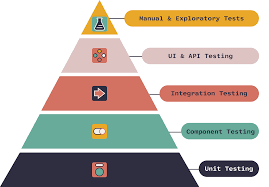 Manual & Exploratory Tests
UI & API Testing
Integration Testing
Component Testing
Unit Testing